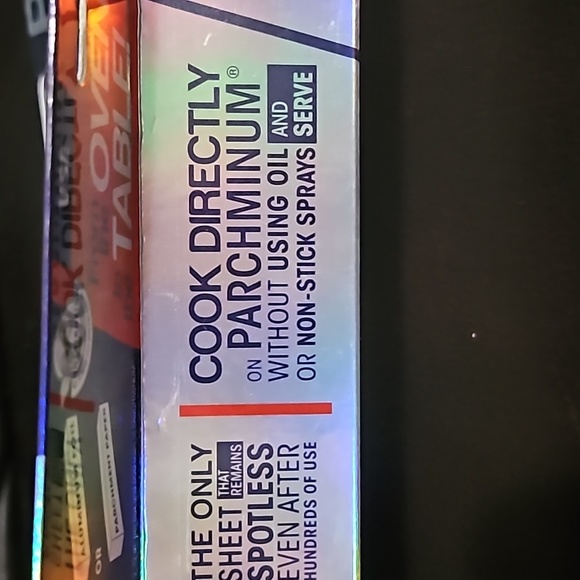 THE ONLY
SHEET THAT REMAINS
SPOTLESS
EVEN AFTER
HUNDREDS OF USE
COOK DIRECTLY
ON PARCHMINUM®
WITHOUT USING OIL AND
OR NON-STICK SPRAYS SERVE
OVEN
TABLE!
OR
PARCHMENT PAPER